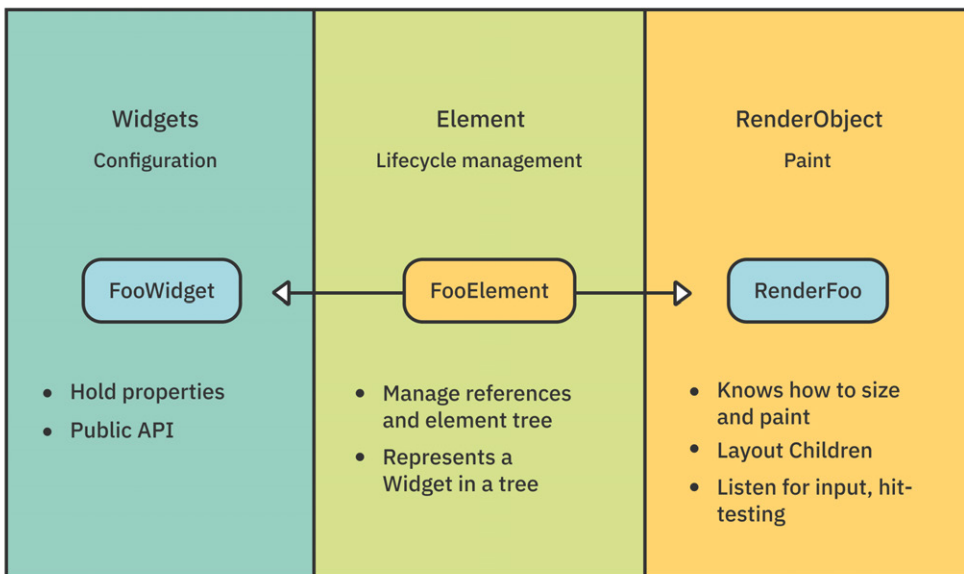 Widgets
Configuration
FooWidget
• Hold properties
• Public API
Element
Lifecycle management
FooElement
• Manage references
and element tree
• Represents a
Widget in a tree
RenderObject
Paint
RenderFoo
• Knows how to size
and paint
• Layout Children
• Listen for input, hit-
testing